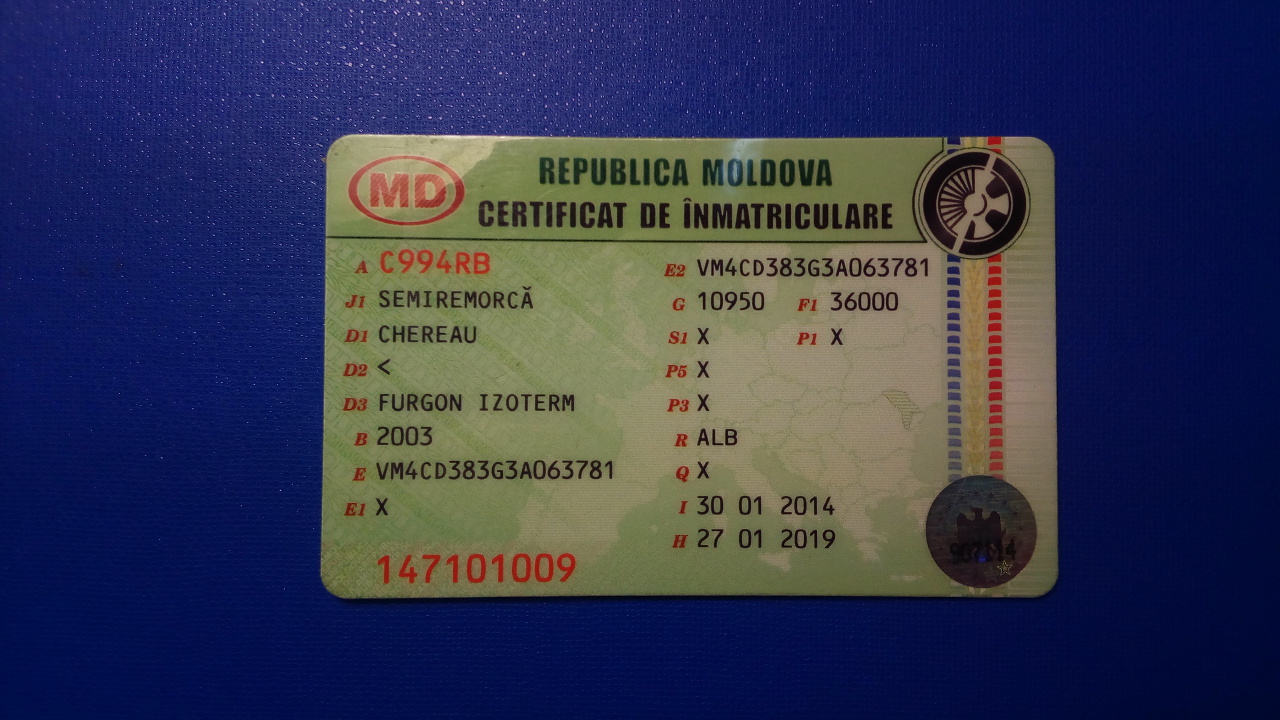 MD
REPUBLICA MOLDOVA
CERTIFICAT DE ÎNMATRICULARE
A C994RB
J1 SEMIREMORCĂ
D1 CHEREAU
D2 <
D3 FURGON IZOTERM
B 2003
E VM4CD383G3A063781
E1 X
147101009
E2 VM4CD383G3A063781
G 10950 F1 36000
S1 X P1 X
P5 X
P3 X
R ALB
Q X
I 30 01 2014
H 27 01 2019